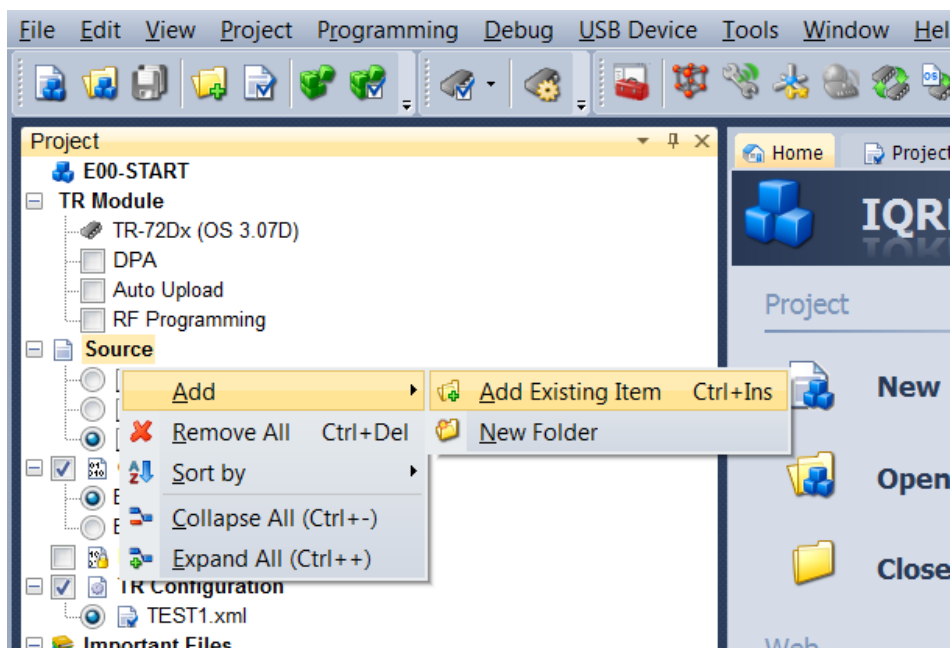 File Edit View Project Programming Debug USB Device Tools Window Hel
Project
Home Project
E00-START
TR Module
TR-72Dx (OS 3.07D)
DPA
Auto Upload
RF Programming
Source
Add
Add Existing Item Ctrl+Ins
Remove All Ctrl+Del
New Folder
Sort by
Collapse All (Ctrl+-)
Expand All (Ctrl++)
TR Configuration
TEST1.xml
Important Files
IQR
Project
New
Open
Close
Web